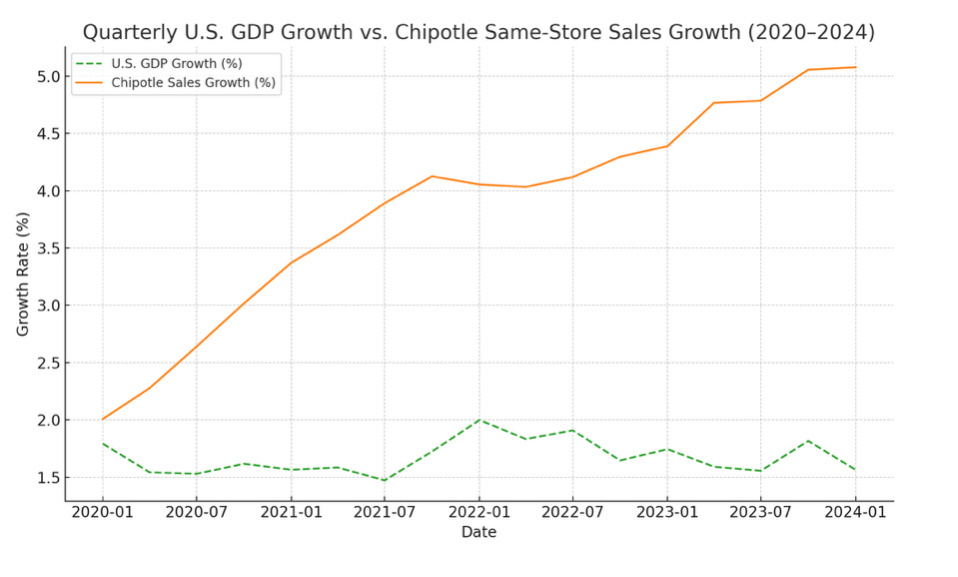 Quarterly U.S. GDP Growth vs. Chipotle Same-Store Sales Growth (2020–2024)
U.S. GDP Growth (%)
Chipotle Sales Growth (%)
Growth Rate (%)
5.0
4.5
4.0
3.5
3.0
2.5
2.0
1.5
2020-01 2020-07 2021-01 2021-07 2022-01 2022-07 2023-01 2023-07 2024-01
Date